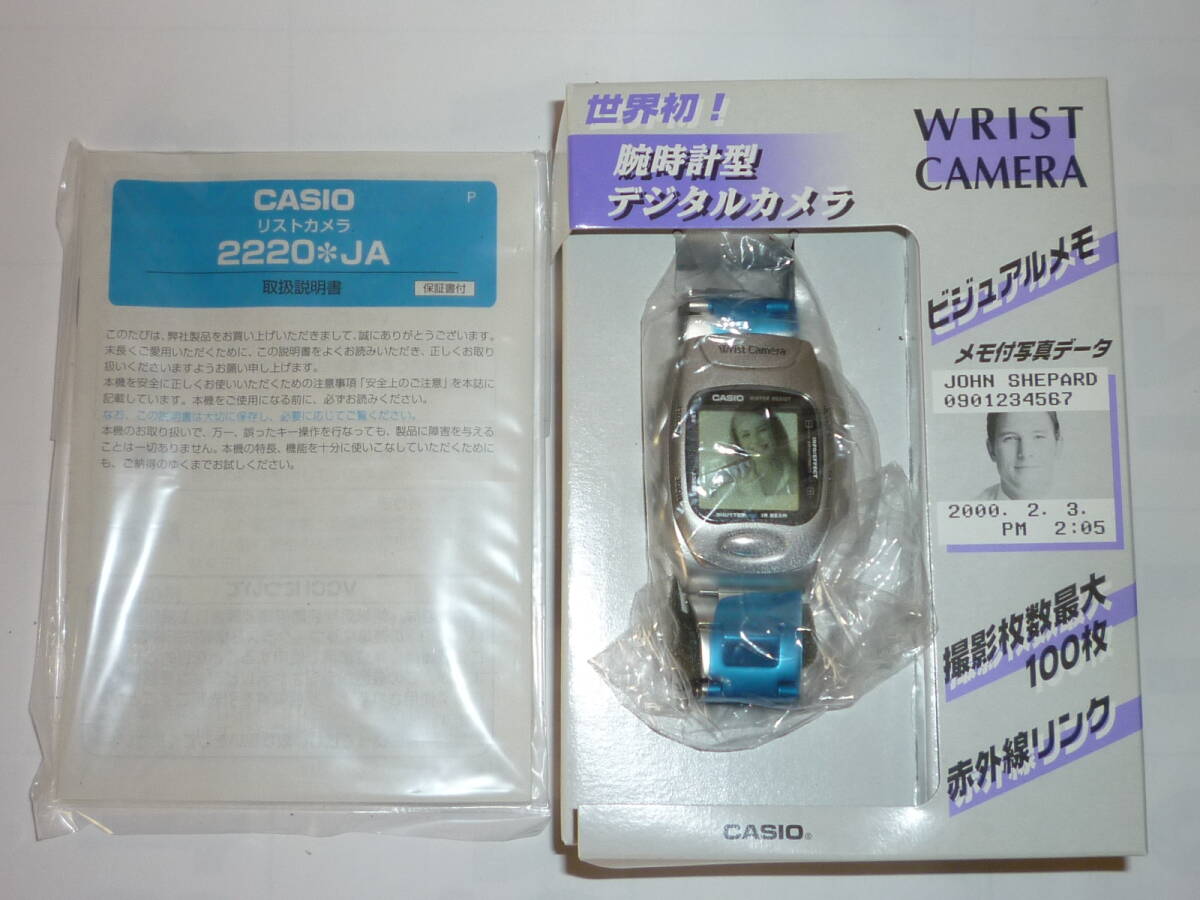 CASIO
P
リストカメラ
2220*JA
取扱説明書
保証書付
このたびは、弊社製品をお買い上げいただきまして、誠にありがとうございます。
末長くご愛用いただくために、この説明書をよくお読みいただき、正しくお取り
扱いくださいますようお願い申し上げます。
本機を安全に正しくお使いいただくための注意事項「安全上のご注意」を本誌に
記載しています。本機をご使用になる前に、必ずお読みください。
なお、この説明書は大切に保存し、必要に応じてご覧ください。
本機のお取り扱いで、万一、誤ったキー操作を行なっても、製品に障害を与える
ことは一切ありません。本機の特長、機能を十分に使いこなしていただくために
も、ご納得のゆくまでお試しください。
VCCIについて
世界初!
腕時計型
デジタルカメラ
WRIST
CAMERA
ビジュアルメモ
メモ付写真データ
JOHN SHEPARD
0901234567
2000. 2. 3.
PM 2:05
撮影枚数最大
100枚
赤外線リンク
Wrist Camera
CASIO WATER RESIST
SHUTTER IR BEAM
CASIO®